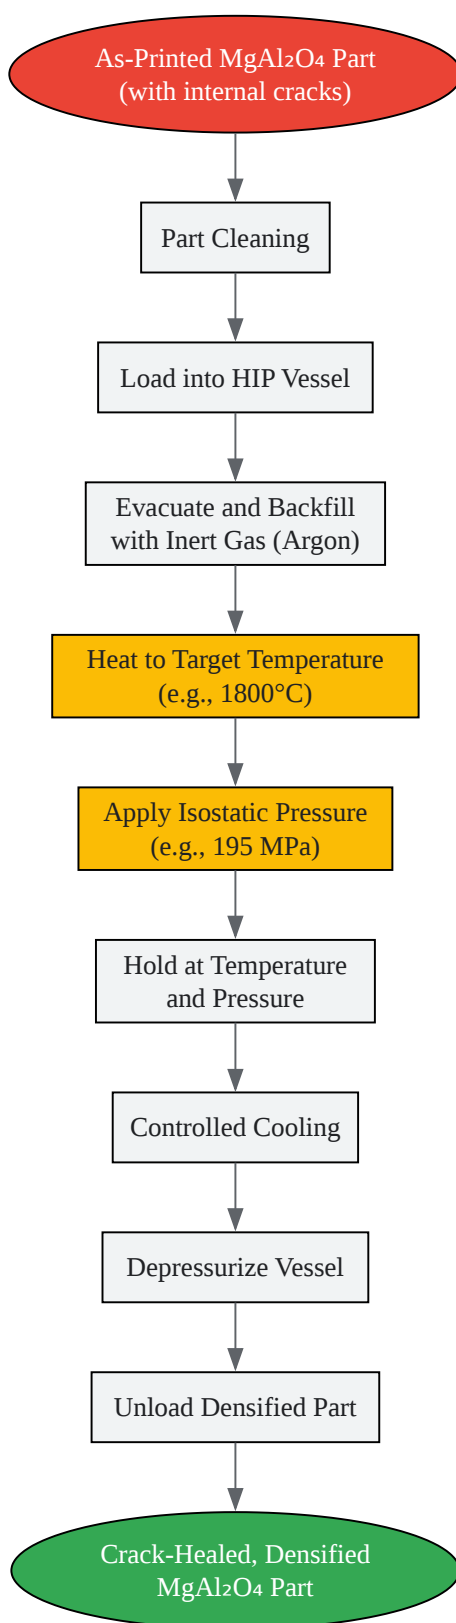 As-Printed MgAl₂O₄ Part
(with internal cracks)
Part Cleaning
Load into HIP Vessel
Evacuate and Backfill
with Inert Gas (Argon)
Heat to Target Temperature
(e.g., 1800°C)
Apply Isostatic Pressure
(e.g., 195 MPa)
Hold at Temperature
and Pressure
Controlled Cooling
Depressurize Vessel
Unload Densified Part
Crack-Healed, Densified
MgAl₂O₄ Part